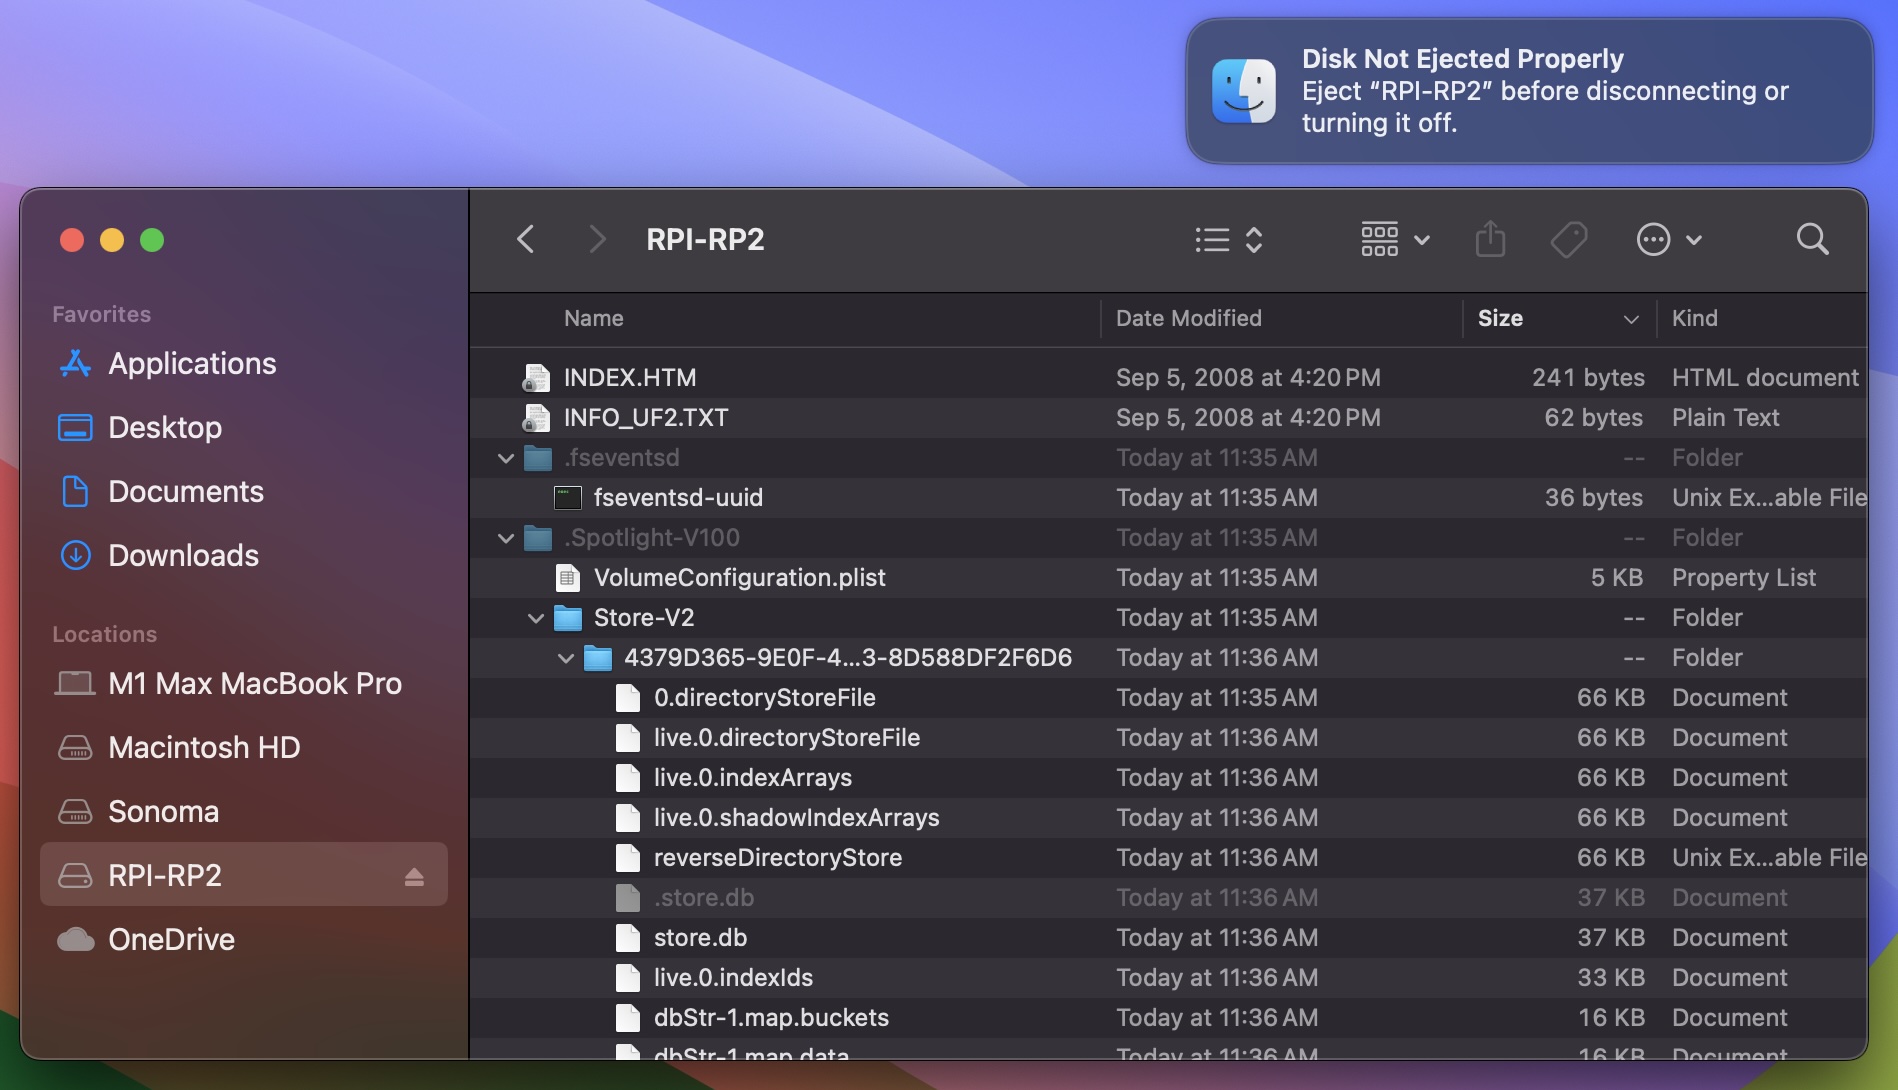 Disk Not Ejected Properly
Eject “RPI-RP2” before disconnecting or
turning it off.
RPI-RP2
Favorites
Applications
Desktop
Documents
Downloads
Locations
M1 Max MacBook Pro
Macintosh HD
Sonoma
RPI-RP2
OneDrive
Name Date Modified Size Kind
INDEX.HTM Sep 5, 2008 at 4:20 PM 241 bytes HTML document
INFO_UF2.TXT Sep 5, 2008 at 4:20 PM 62 bytes Plain Text
.fseventsd Today at 11:35 AM -- Folder
fseventsd-uuid Today at 11:35 AM 36 bytes Unix Ex...able File
.Spotlight-V100 Today at 11:35 AM -- Folder
VolumeConfiguration.plist Today at 11:35 AM 5 KB Property List
Store-V2 Today at 11:35 AM -- Folder
4379D365-9E0F-4...3-8D588DF2F6D6 Today at 11:36 AM -- Folder
0.directoryStoreFile Today at 11:35 AM 66 KB Document
live.0.directoryStoreFile Today at 11:36 AM 66 KB Document
live.0.indexArrays Today at 11:36 AM 66 KB Document
live.0.shadowIndexArrays Today at 11:36 AM 66 KB Document
reverseDirectoryStore Today at 11:36 AM 66 KB Unix Ex...able File
.store.db Today at 11:36 AM 37 KB Document
store.db Today at 11:36 AM 37 KB Document
live.0.indexIds Today at 11:36 AM 33 KB Document
dbStr-1.map.buckets Today at 11:36 AM 16 KB Document
dbStr-1.map.data Today at 11:36 AM 16 KB Document